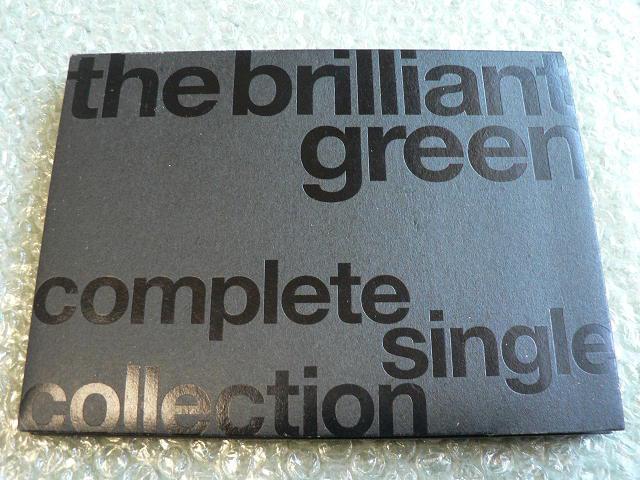 the brilliant
green
complete
single
collection